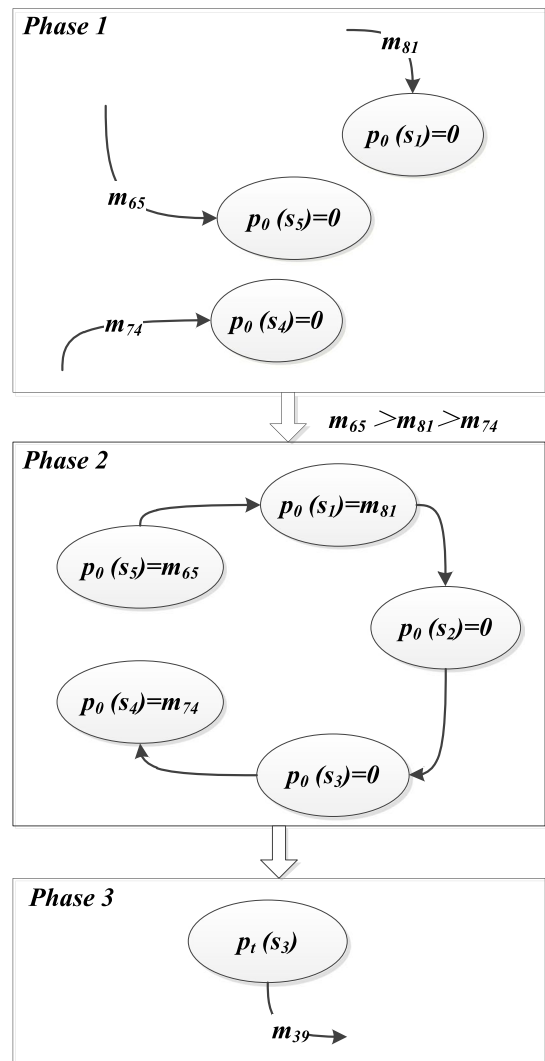 Phase 1
m81
p0 (s1)=0
m65
p0 (s5)=0
m74
p0 (s4)=0
m65 >m81 >m74
Phase 2
p0 (s1)=m81
p0 (s5)=m65
p0 (s2)=0
p0 (s4)=m74
p0 (s3)=0
Phase 3
pt (s3)
m39